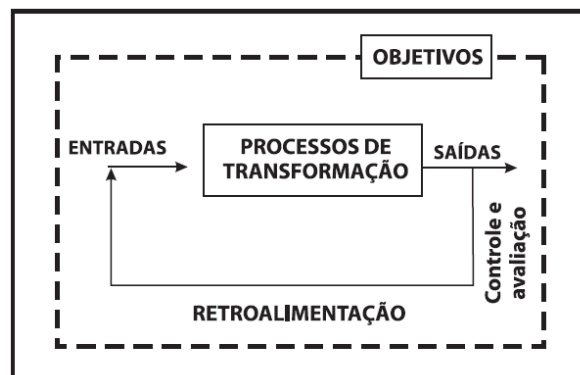 OBJETIVOS
ENTRADAS
PROCESSOS DE
TRANSFORMAÇÃO
SAÍDAS
Controle e
avaliação
RETROALIMENTAÇÃO